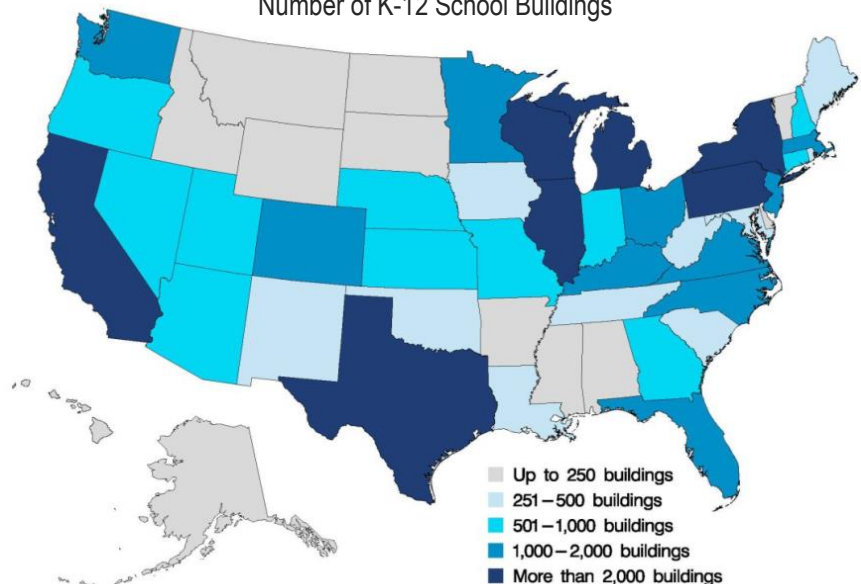 Number of K-12 School Buildings
Up to 250 buildings
251–500 buildings
501–1,000 buildings
1,000–2,000 buildings
More than 2,000 buildings